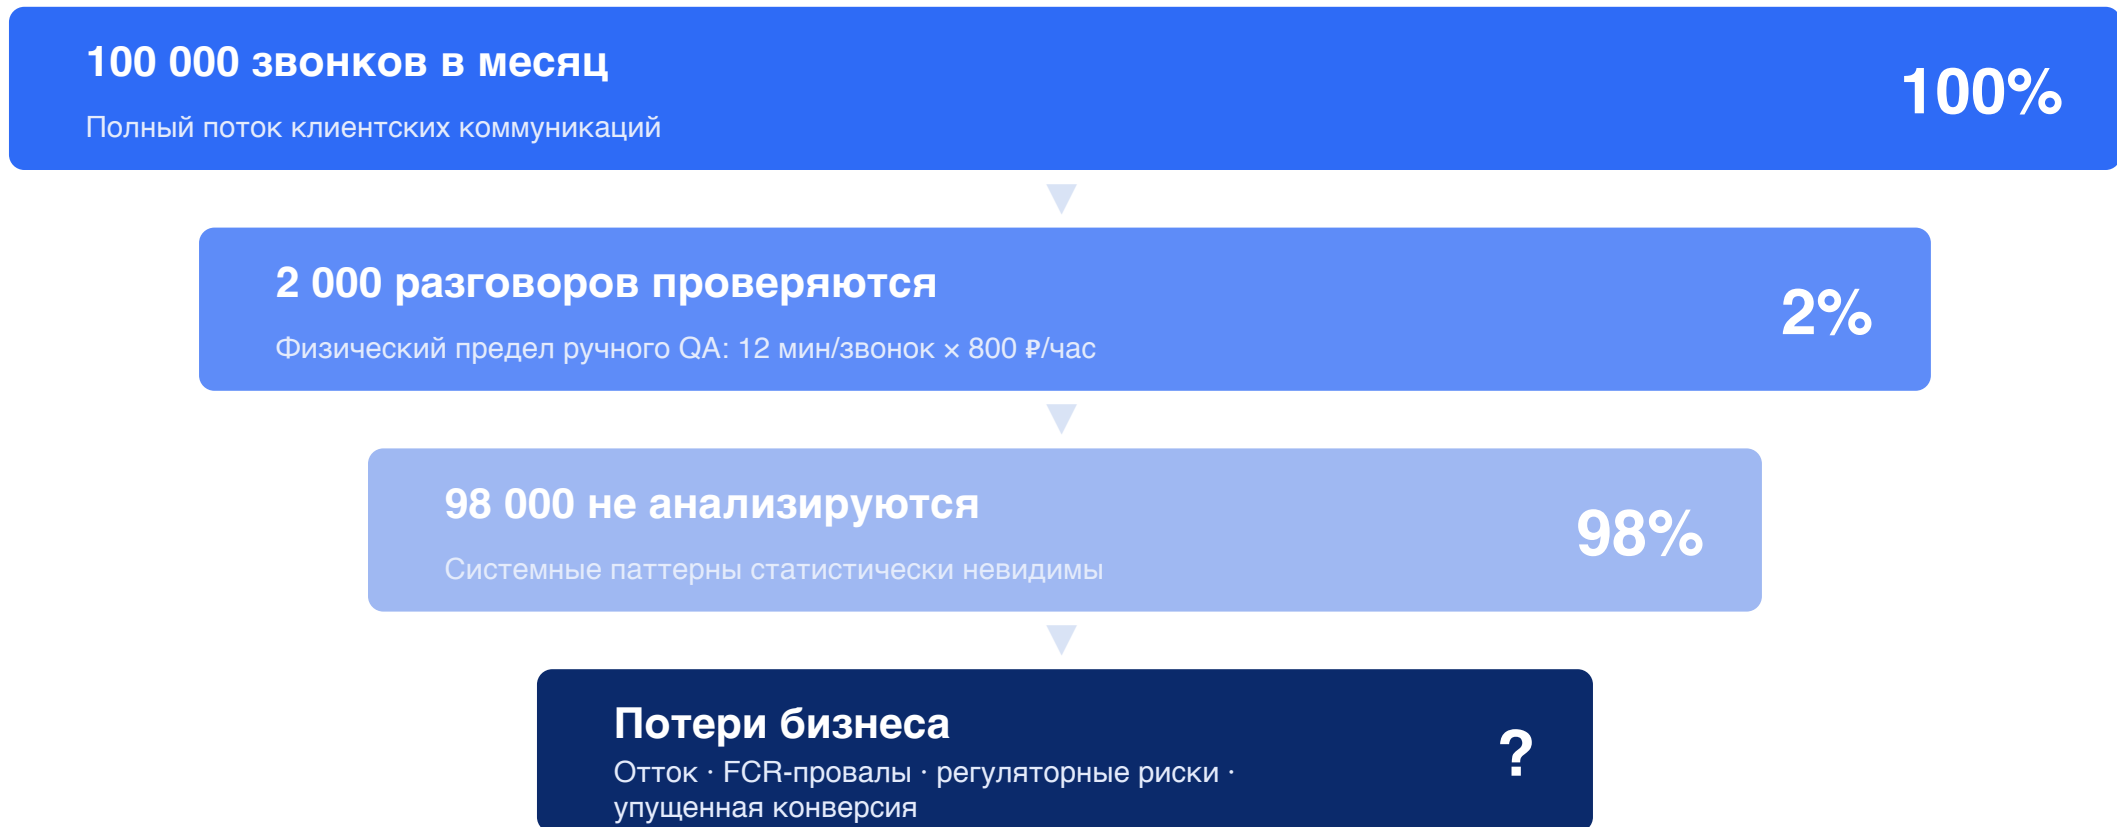 100 000 звонков в месяц
100%
Полный поток клиентских коммуникаций
2 000 разговоров проверяются
2%
Физический предел ручного QA: 12 мин/звонок × 800 ₽/час
98 000 не анализируются
98%
Системные паттерны статистически невидимы
Потери бизнеса
?
Отток · FCR-провалы · регуляторные риски ·
упущенная конверсия